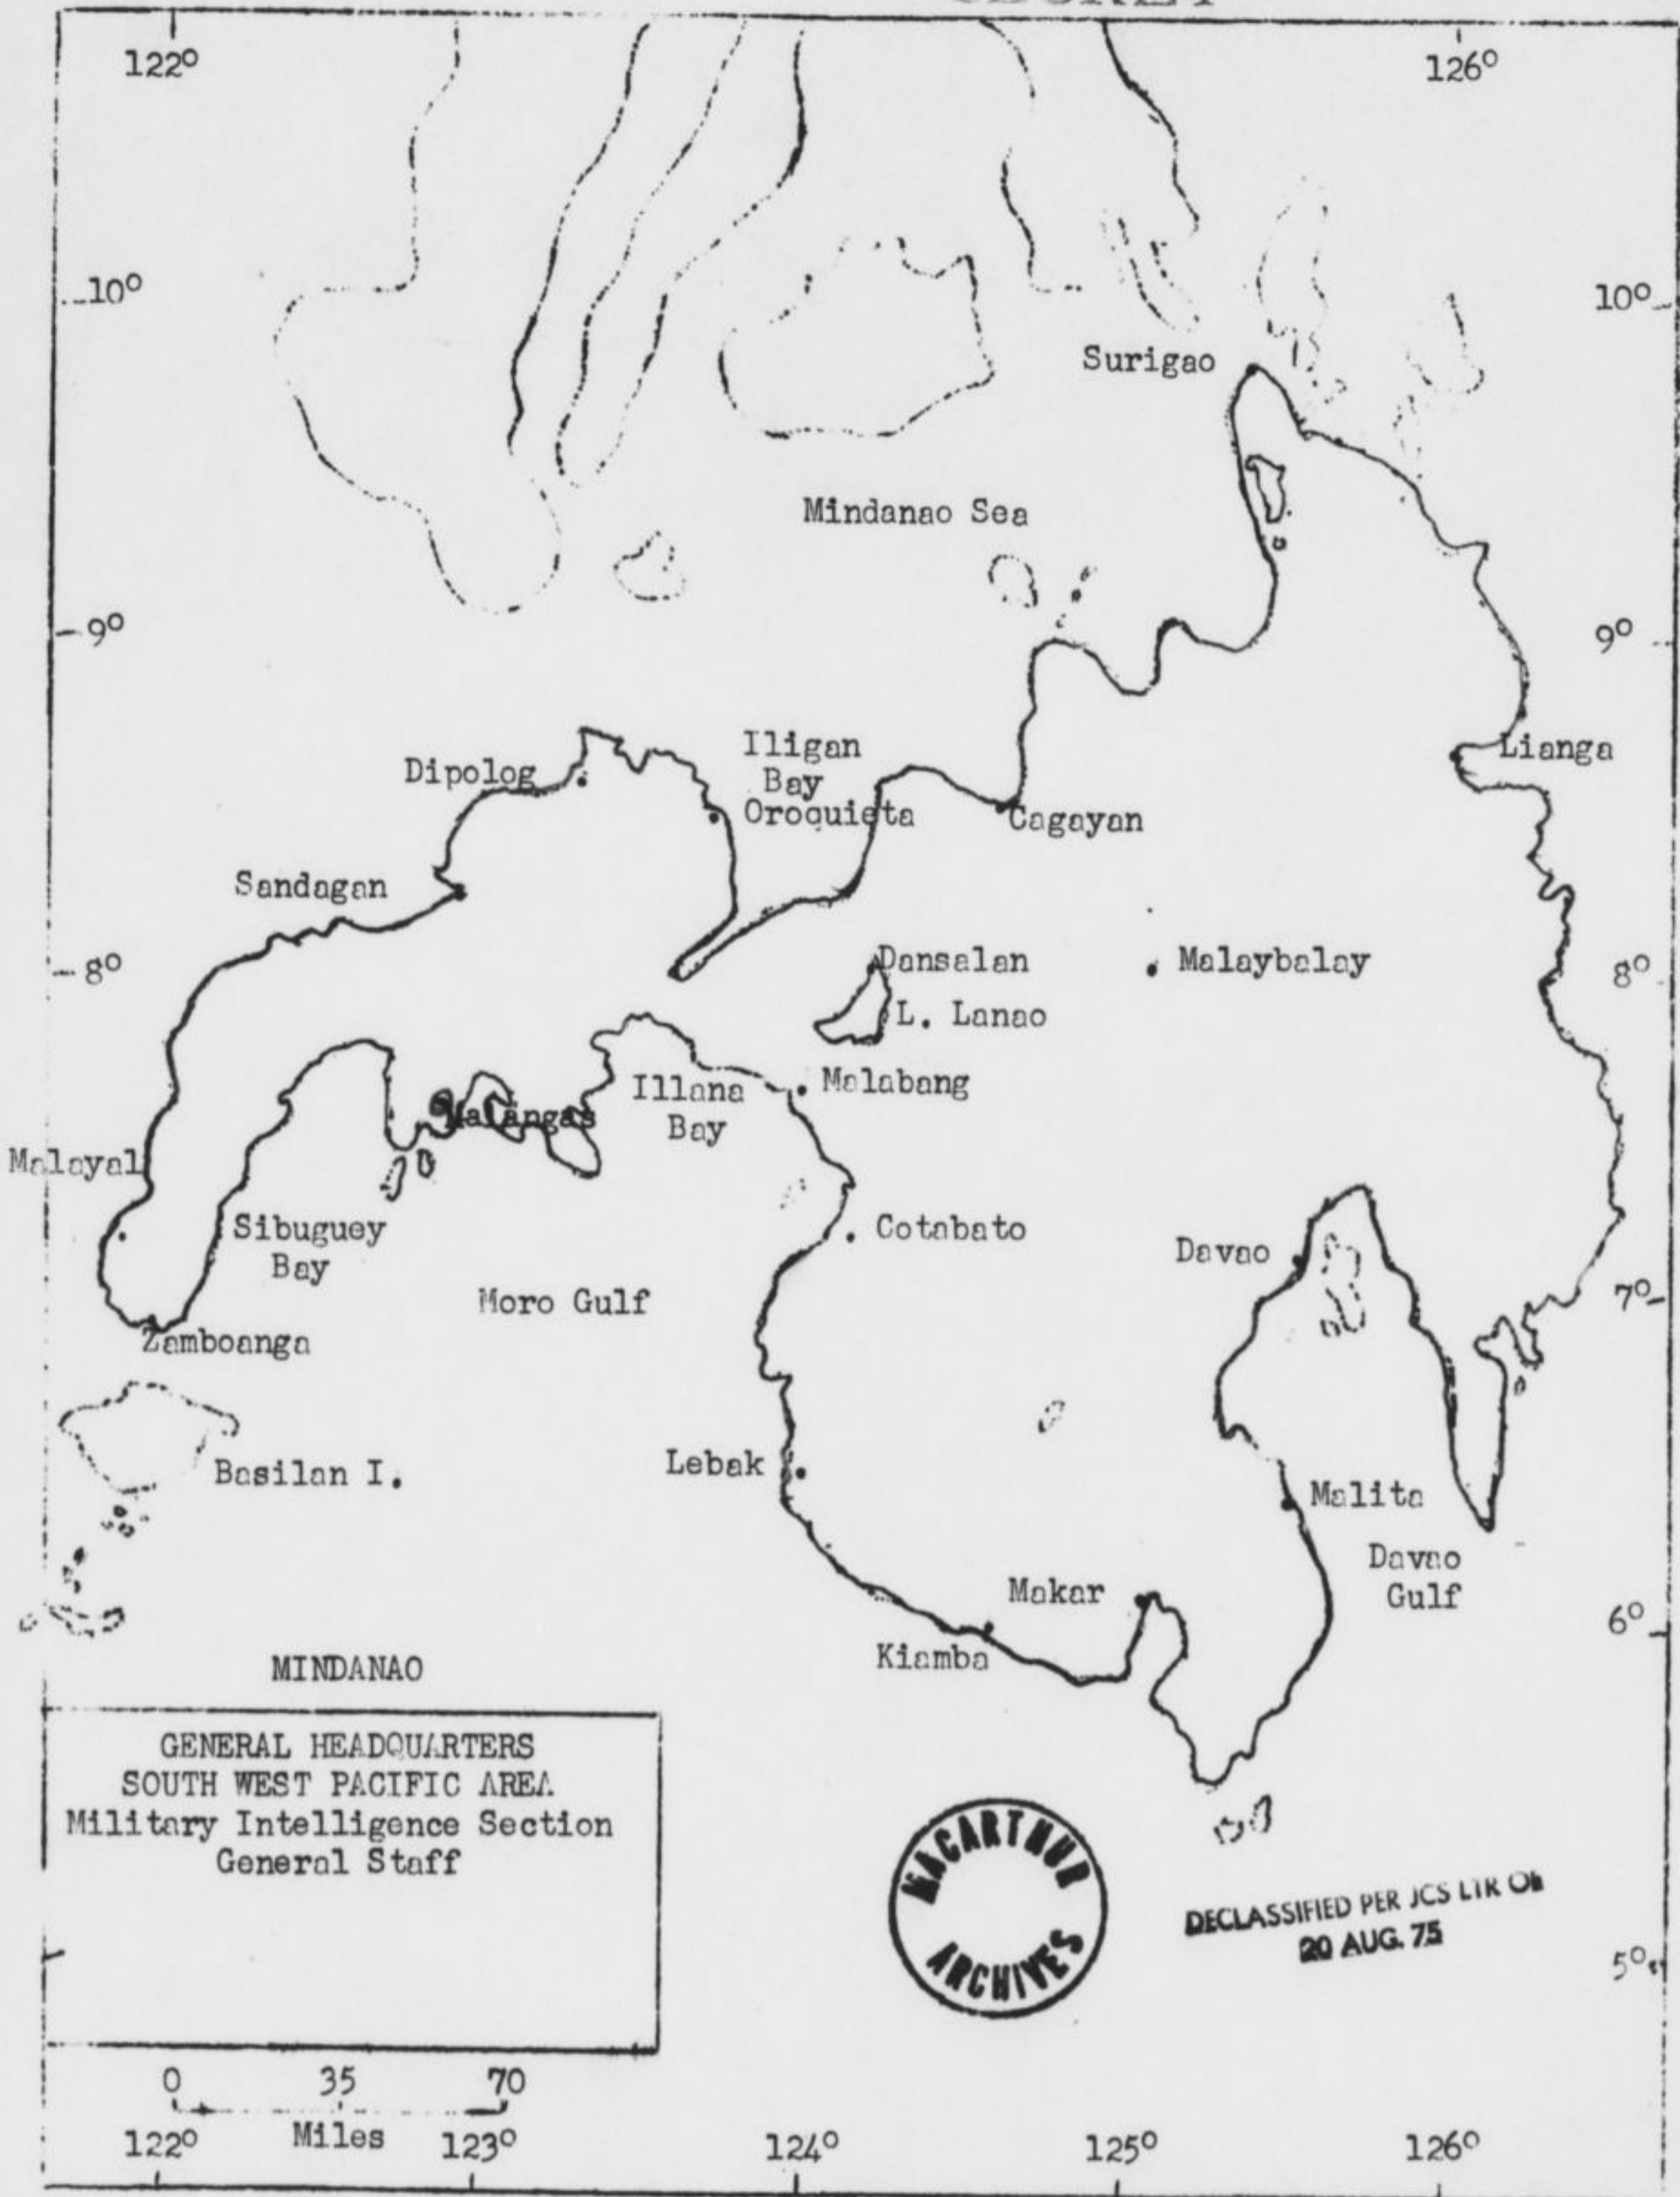 122°
126°
10°
10°
Surigao
Mindanao Sea
9°
9°
Iligan
Bay
Lianga
Dipolog
Oroquieta
Cagayan
Sandagan
8°
Dansalan
Malaybalay
8°
L. Lanao
Illana
Bay
Malabang
Malangas
Malayal
Sibuguey
Bay
Cotabato
Davao
Moro Gulf
7°
Zamboanga
Basilan I.
Lebak
Malita
Davao
Gulf
Makar
6°
Kiamba
MINDANAO
GENERAL HEADQUARTERS
SOUTH WEST PACIFIC AREA
Military Intelligence Section
General Staff
MACARTHUR
ARCHIVES
DECLASSIFIED PER JCS LTR OF
20 AUG. 75
5°
0 35 70
Miles
122° 123° 124° 125° 126°